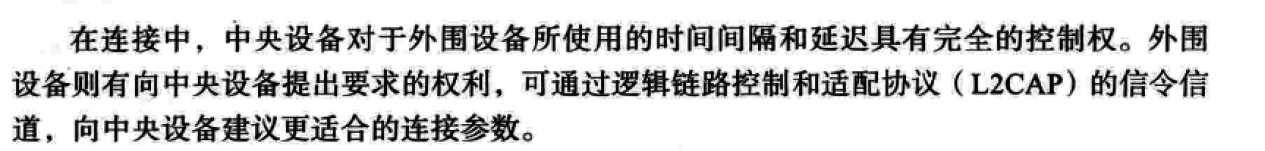 在连接中，中央设备对于外围设备所使用的时间间隔和延迟具有完全的控制权。外围
设备则有向中央设备提出要求的权利，可通过逻辑链路控制和适配协议（L2CAP）的信令信
道，向中央设备建议更适合的连接参数。